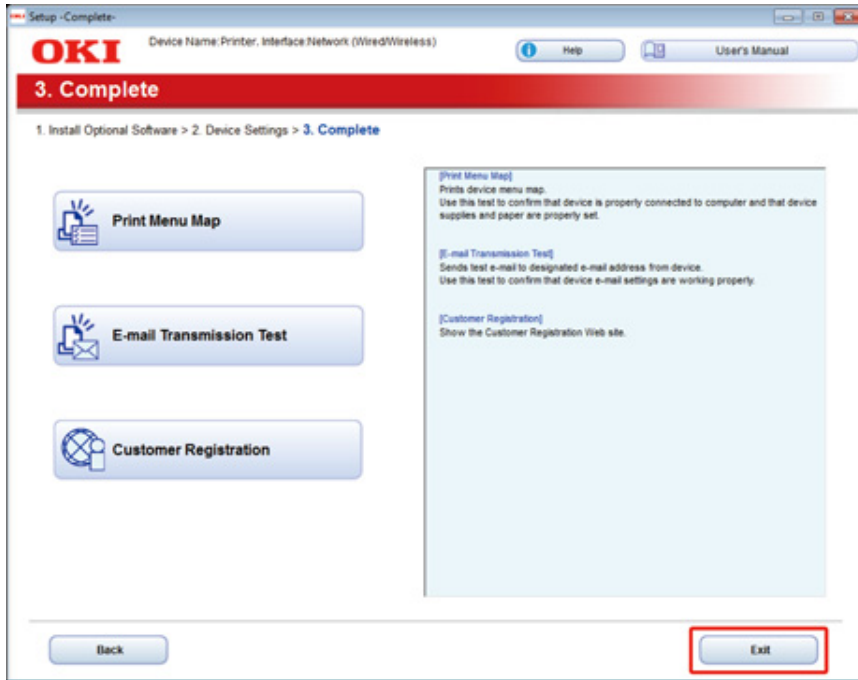 Setup -Complete-
OKI
Device Name:Printer, Interface:Network (Wired/Wireless)
Help
User's Manual
3. Complete
1. Install Optional Software > 2. Device Settings > 3. Complete
Print Menu Map
E-mail Transmission Test
Customer Registration
[Print Menu Map]
Prints device menu map.
Use this test to confirm that device is properly connected to computer and that device
supplies and paper are properly set.
[E-mail Transmission Test]
Sends test e-mail to designated e-mail address from device.
Use this test to confirm that device e-mail settings are working properly.
[Customer Registration]
Show the Customer Registration Web site.
Back
Exit